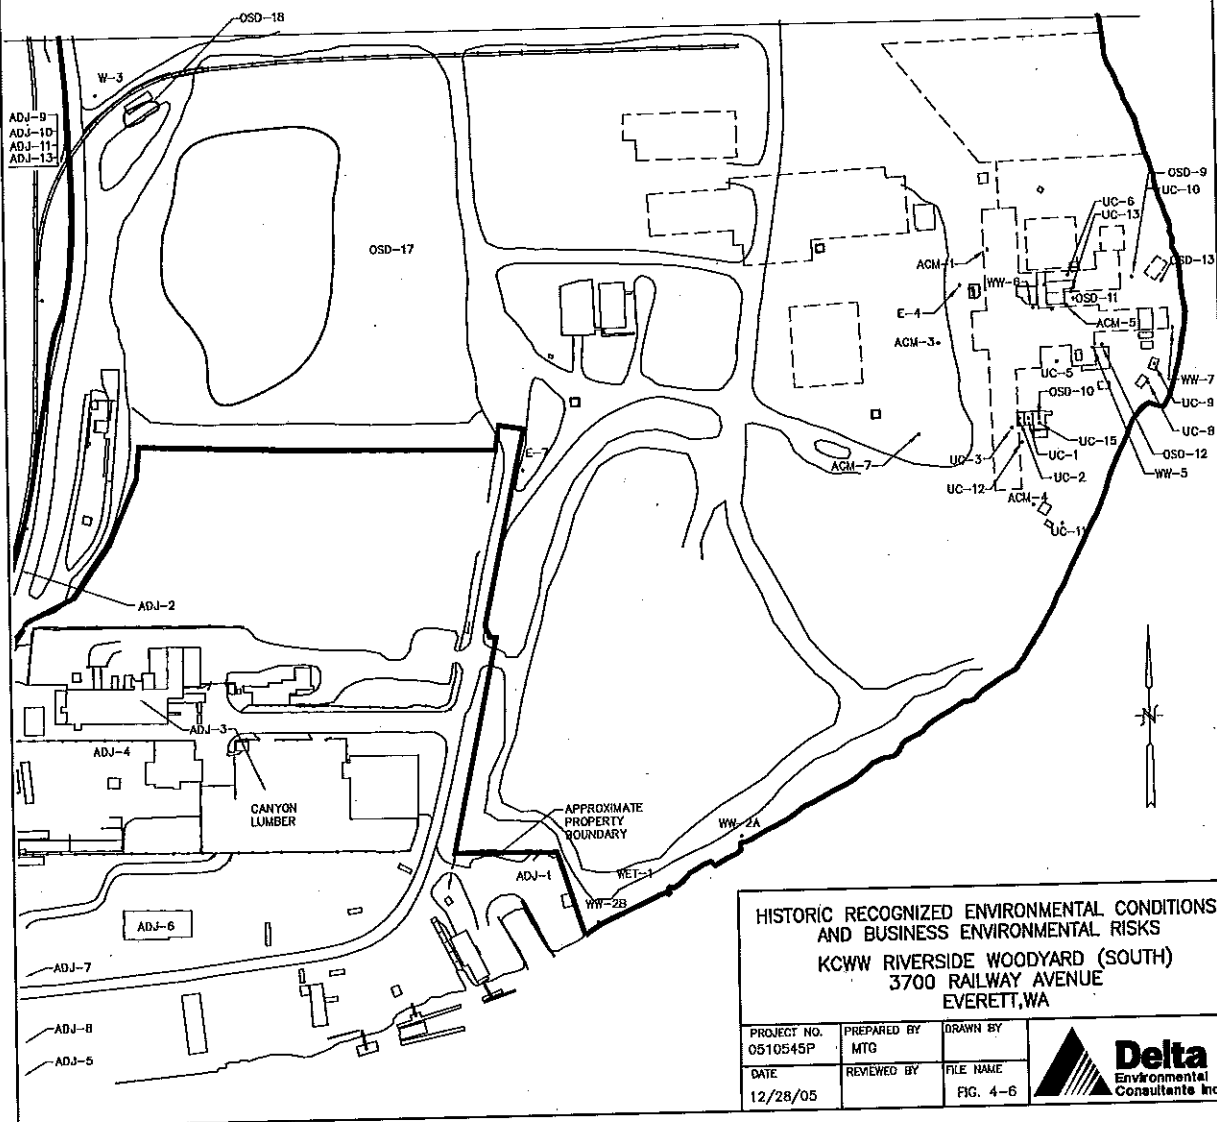 OSD-18
W-3
ADJ-9
ADJ-10
ADJ-11
ADJ-13
OSD-17
OSD-9
UC-10
UC-6
UC-13
OSD-13
ACM-1
WW-6
OSD-11
E-4
ACM-5
ACM-3
UC-5
WW-7
OSD-10
UC-9
UC-8
E-7
ACM-7
UC-3
UC-15
UC-1
OSD-12
UC-2
WW-5
UC-12
ACM-4
UC-11
ADJ-2
ADJ-3
ADJ-4
CANYON
LUMBER
APPROXIMATE
PROPERTY
BOUNDARY
WW-2A
ADJ-1
WET-1
WW-2B
ADJ-6
ADJ-7
ADJ-8
ADJ-5
N
HISTORIC RECOGNIZED ENVIRONMENTAL CONDITIONS
AND BUSINESS ENVIRONMENTAL RISKS
KCWW RIVERSIDE WOODYARD (SOUTH)
3700 RAILWAY AVENUE
EVERETT, WA
PROJECT NO.
0510545P
PREPARED BY
MTG
DRAWN BY
DATE
12/28/05
REVIEWED BY
FILE NAME
FIG. 4-6
Delta
Environmental
Consultants Inc